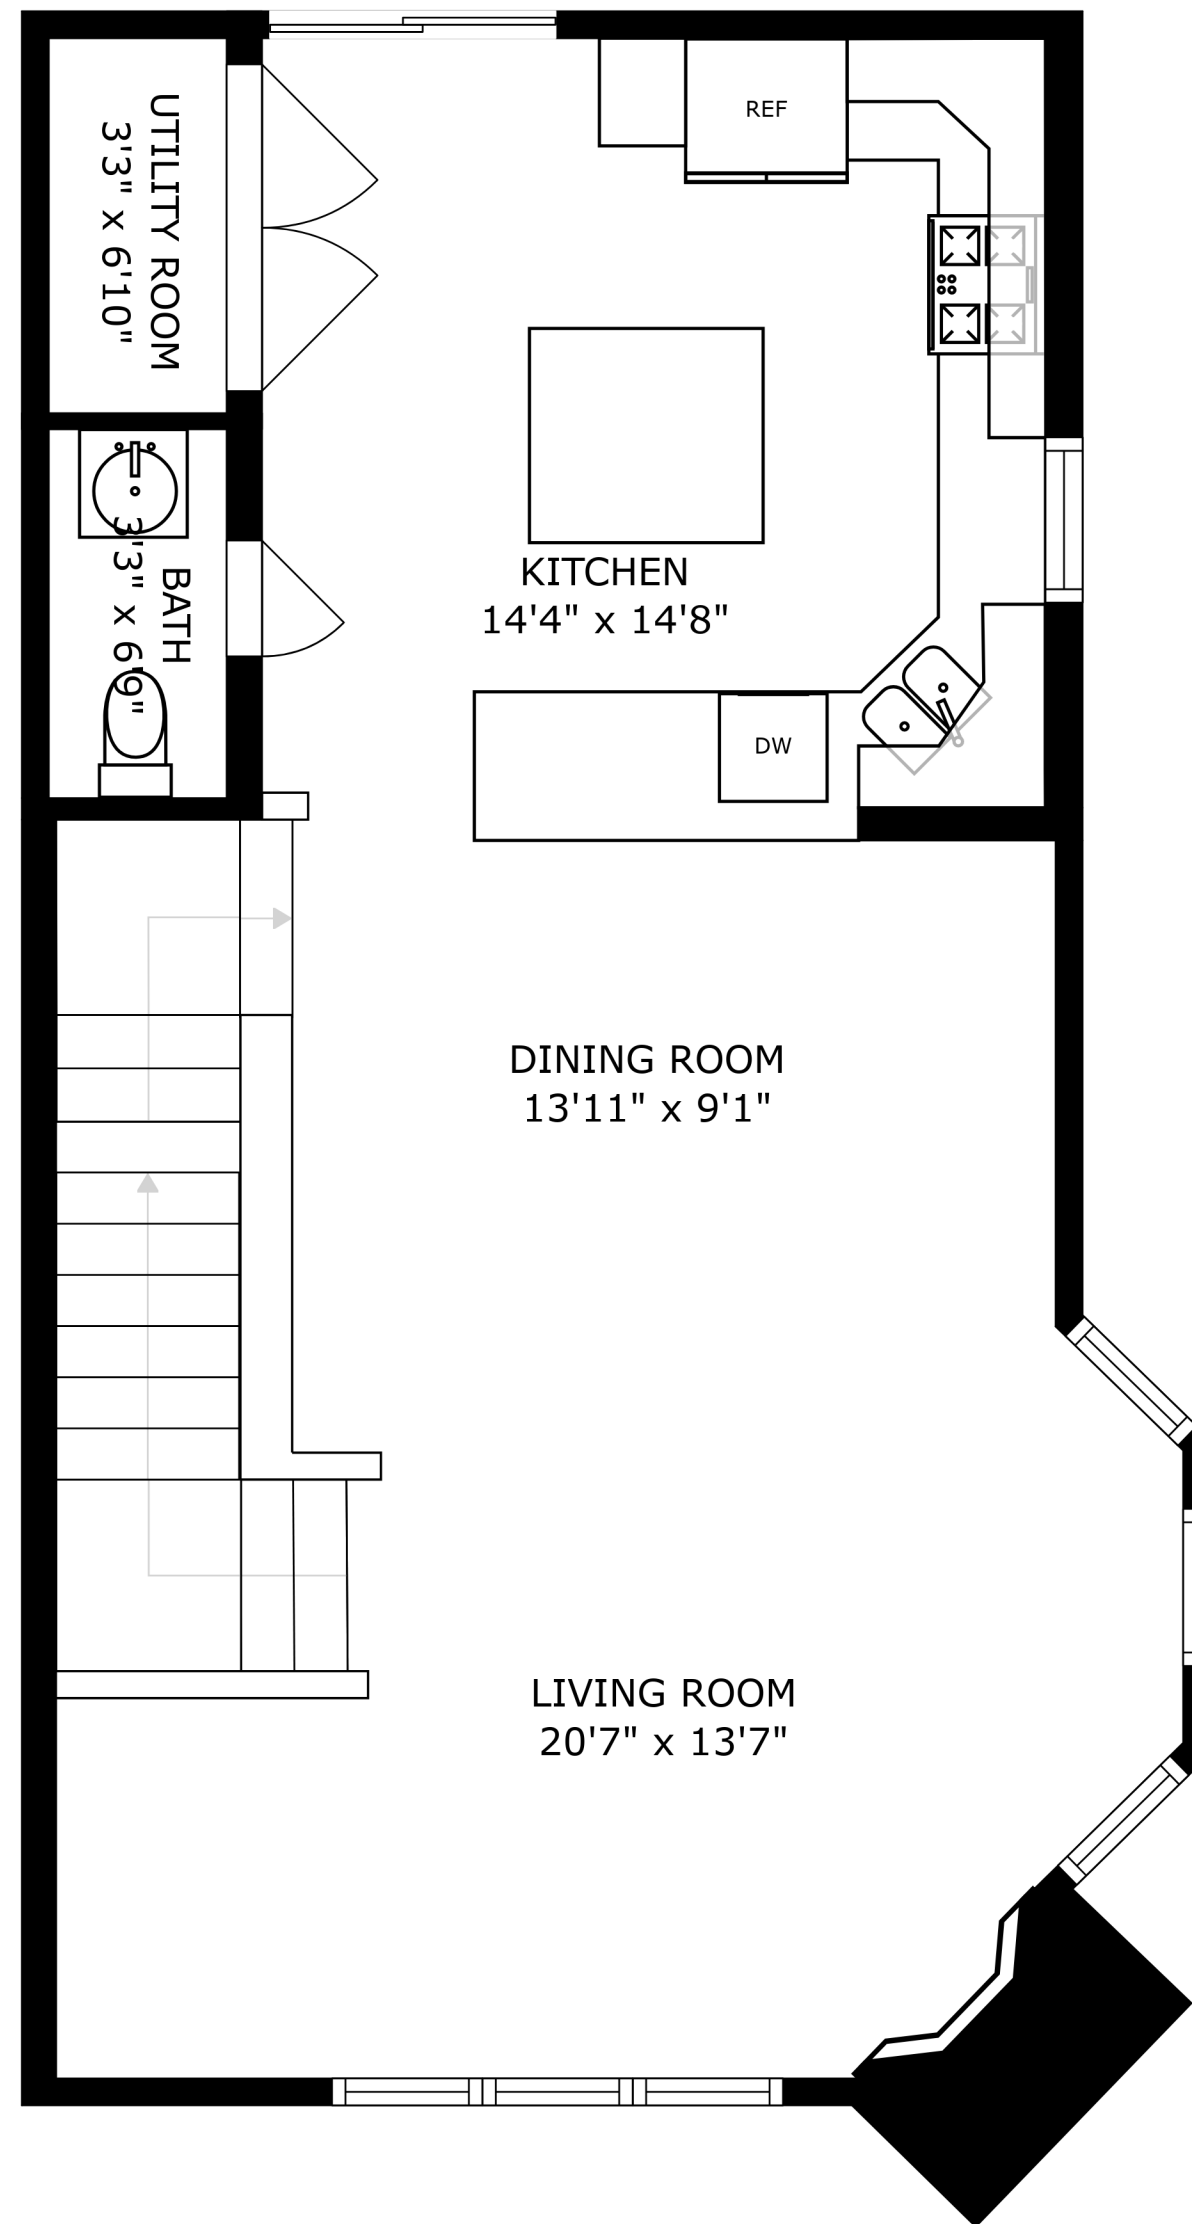 REF
UTILITY ROOM
3'3" x 6'10"
BATH
3'3" x 6'9"
KITCHEN
14'4" x 14'8"
DW
DINING ROOM
13'11" x 9'1"
LIVING ROOM
20'7" x 13'7"